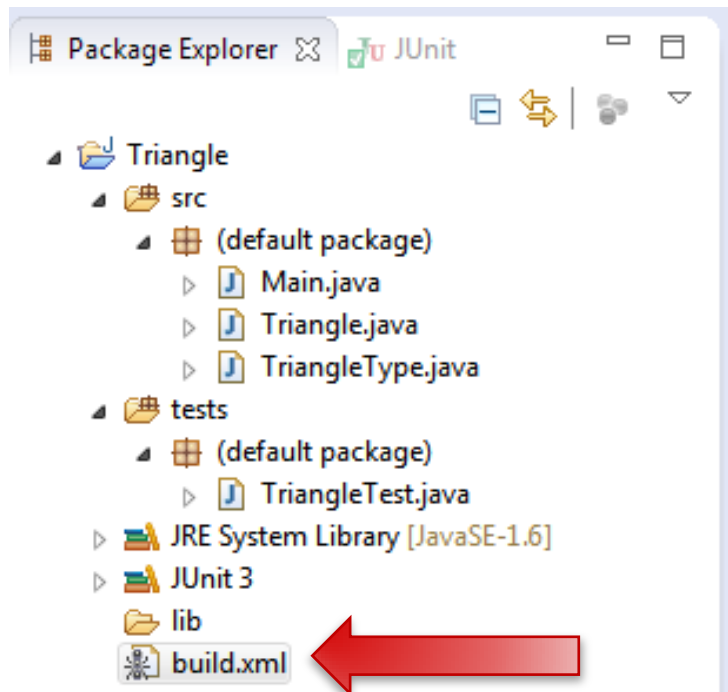 Package Explorer JUnit
Triangle
src
(default package)
Main.java
Triangle.java
TriangleType.java
tests
(default package)
TriangleTest.java
JRE System Library [JavaSE-1.6]
JUnit 3
lib
build.xml